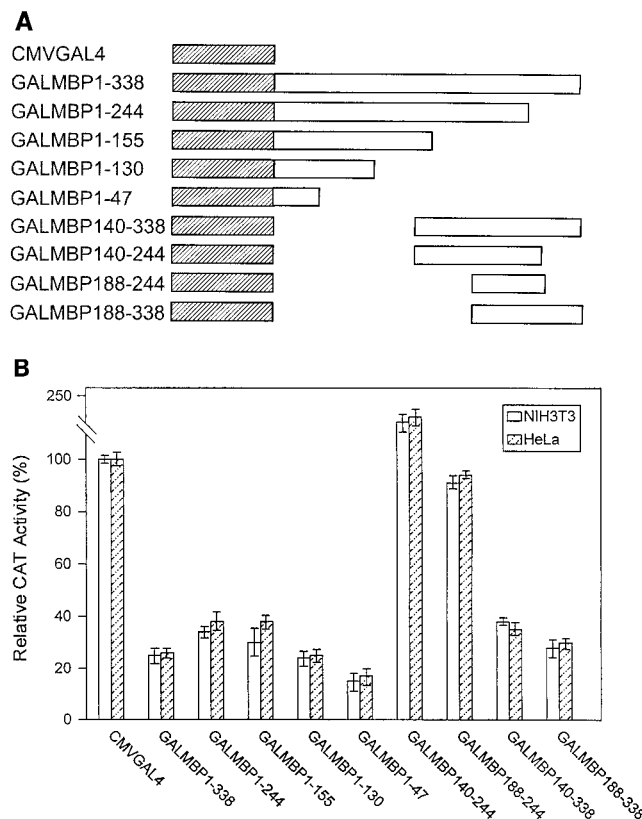 A
CMVGAL4
GALMBP1-338
GALMBP1-244
GALMBP1-155
GALMBP1-130
GALMBP1-47
GALMBP140-338
GALMBP140-244
GALMBP188-244
GALMBP188-338
B
250
100
80
60
40
20
0
Relative CAT Activity (%)
NIH3T3
HeLa
CMVGAL4
GALMBP1-338
GALMBP1-244
GALMBP1-155
GALMBP1-130
GALMBP1-47
GALMBP140-244
GALMBP188-244
GALMBP140-338
GALMBP188-338